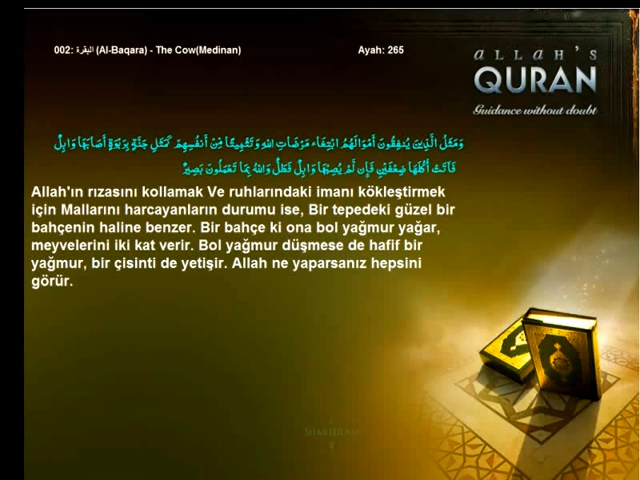 002: البقرة (Al-Baqara) - The Cow(Medinan) Ayah: 265
ALLAH'S
QURAN
Guidance without doubt
وَمَثَلُ الَّذِينَ يُنفِقُونَ أَمْوَالَهُمُ ابْتِغَاءَ مَرْضَاتِ اللّهِ وَتَثْبِيتًا مِّنْ أَنفُسِهِمْ كَمَثَلِ جَنَّةٍ بِرَبْوَةٍ أَصَابَهَا وَابِلٌ
فَآتَتْ أُكُلَهَا ضِعْفَيْنِ فَإِن لَّمْ يُصِبْهَا وَابِلٌ فَطَلٌّ وَاللّهُ بِمَا تَعْمَلُونَ بَصِيرٌ
Allah'ın rızasını kollamak Ve ruhlarındaki imanı kökleştirmek
için Mallarını harcayanların durumu ise, Bir tepedeki güzel bir
bahçenin haline benzer. Bir bahçe ki ona bol yağmur yağar,
meyvelerini iki kat verir. Bol yağmur düşmese de hafif bir
yağmur, bir çisinti de yetişir. Allah ne yaparsanız hepsini
görür.